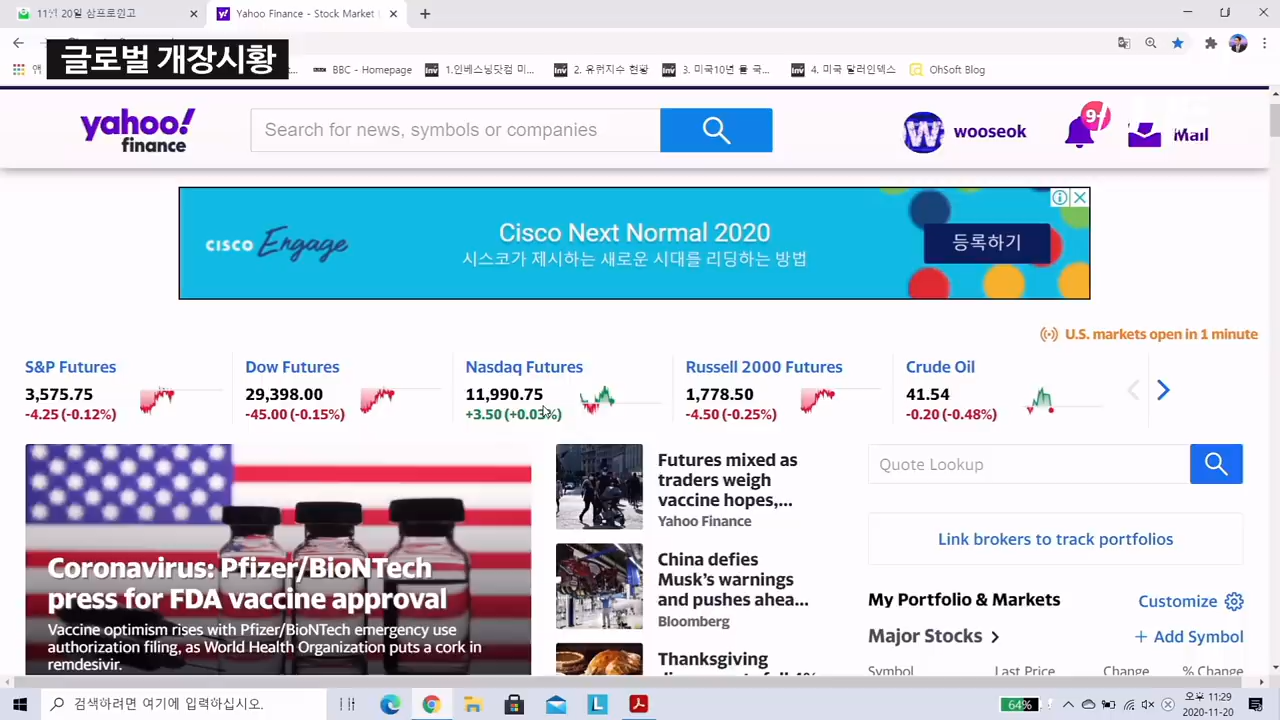 11월 20일 삼프로원고
Yahoo Finance - Stock Market
글로벌 개장시황
BBC - Homepage
1.인베스닝닷컴 미...
2. 유럽지수 현황
3. 미국10년 물 국...
4. 미국 달러인덱스
OhSoft Blog
yahoo!
finance
Search for news, symbols or companies
wooseok
9+
Mail
CISCO Engage
Cisco Next Normal 2020
시스코가 제시하는 새로운 시대를 리딩하는 방법
등록하기
U.S. markets open in 1 minute
S&P Futures
3,575.75
-4.25 (-0.12%)
Dow Futures
29,398.00
-45.00 (-0.15%)
Nasdaq Futures
11,990.75
+3.50 (+0.03%)
Russell 2000 Futures
1,778.50
-4.50 (-0.25%)
Crude Oil
41.54
-0.20 (-0.48%)
Coronavirus: Pfizer/BioNTech
press for FDA vaccine approval
Vaccine optimism rises with Pfizer/BioNTech emergency use
authorization filing, as World Health Organization puts a cork in
remdesivir.
Futures mixed as
traders weigh
vaccine hopes,...
Yahoo Finance
China defies
Musk's warnings
and pushes ahea...
Bloomberg
Thanksgiving
Quote Lookup
Link brokers to track portfolios
My Portfolio & Markets
Customize
Major Stocks
+ Add Symbol
Symbol Last Price Change % Change
검색하려면 여기에 입력하십시오.
64%
오후 11:29
2020-11-20